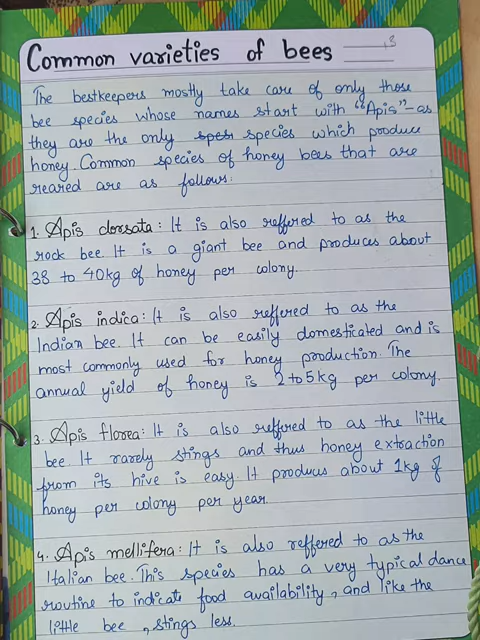 Common varieties of bees
The bestkeepers mostly take care of only those
bee species whose names start with "Apis"-as
they are the only species which produce
honey. Common species of honey bees that are
reared are as follows:
1. Apis dorsata: It is also reffered to as the
rock bee. It is a giant bee and produces about
38 to 40kg of honey per colony.
2. Apis indica: It is also reffered to as the
Indian bee. It can be easily domesticated and is
most commonly used for honey production. The
annual yield of honey is 2 to 5kg per colony.
3. Apis florea: It is also reffered to as the little
bee. It rarely stings and thus honey extraction
from its hive is easy. It produces about 1kg of
honey per colony per year.
4. Apis mellifera: It is also reffered to as the
Italian bee. This species has a very typical dance
routine to indicate food availability, and like the
little bee, stings less.